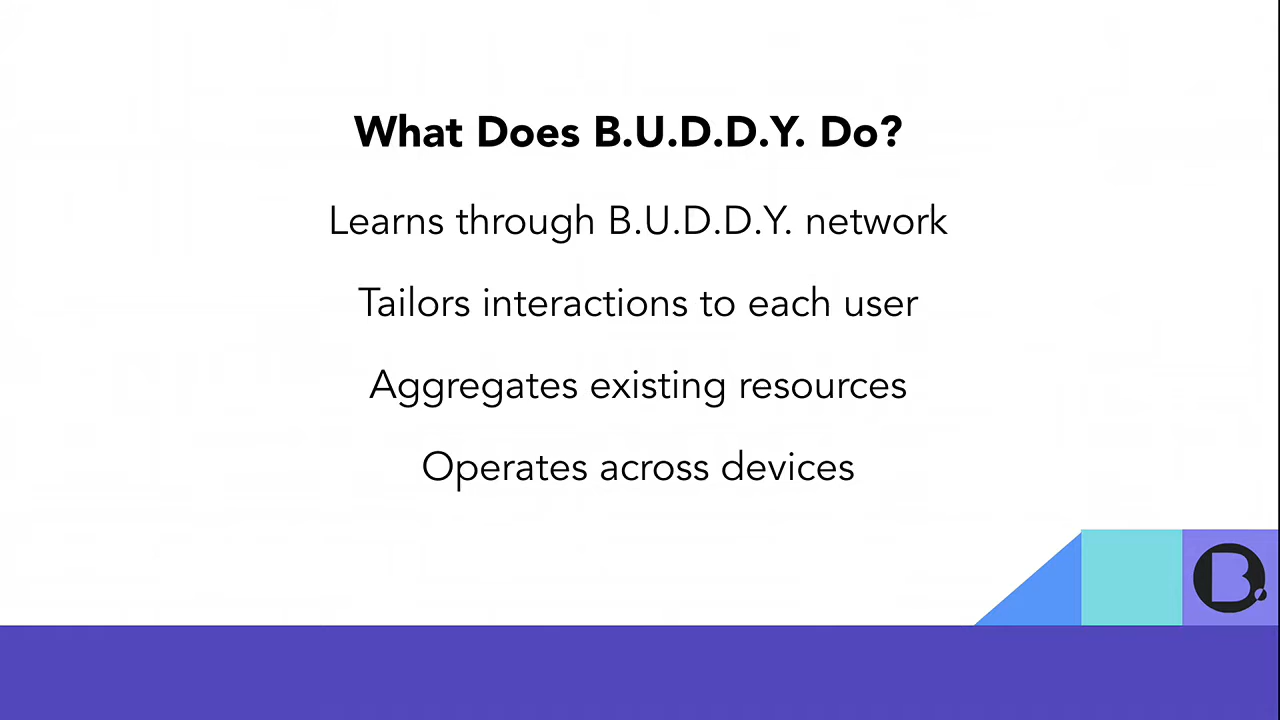 What Does B.U.D.D.Y. Do?
Learns through B.U.D.D.Y. network
Tailors interactions to each user
Aggregates existing resources
Operates across devices
B.